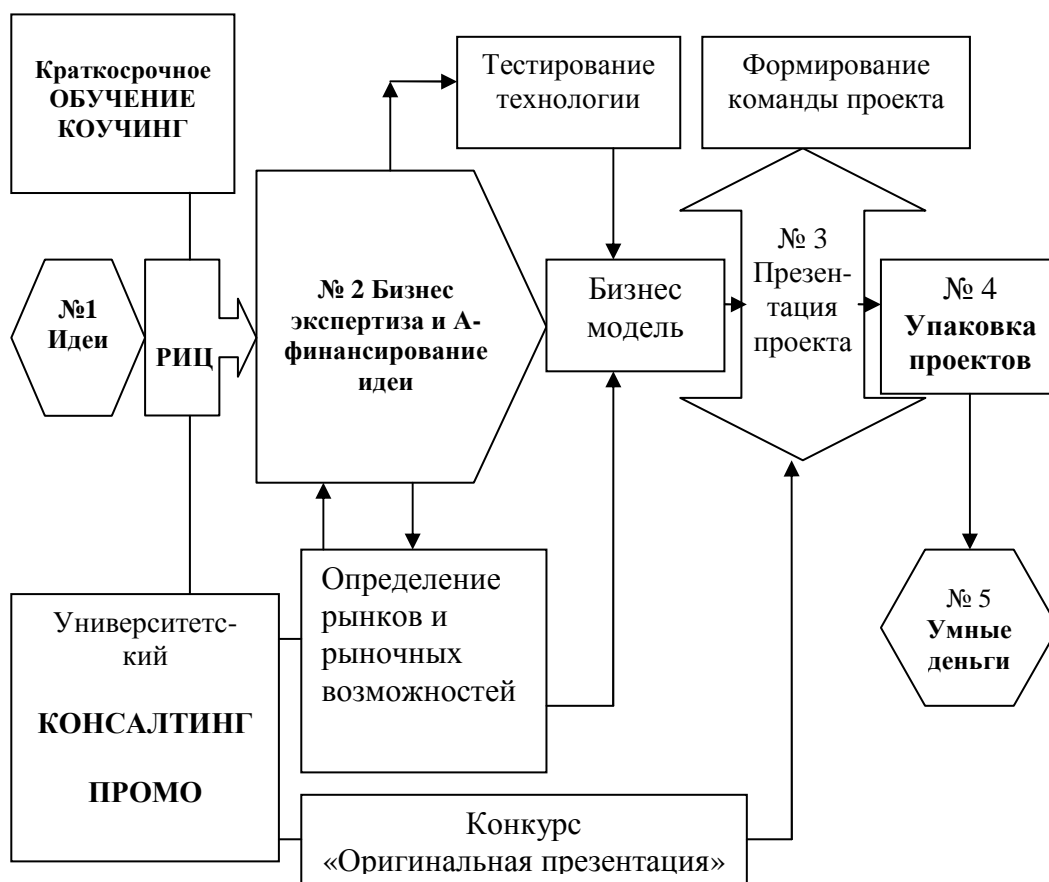 Краткосрочное
ОБУЧЕНИЕ
КОУЧИНГ
Тестирование
технологии
Формирование
команды проекта
№1
Идеи
РИЦ
№ 2 Бизнес
экспертиза и А-
финансирование
идеи
Бизнес
модель
№ 3
Презен-
тация
проекта
№ 4
Упаковка
проектов
Определение
рынков и
рыночных
возможностей
№ 5
Умные
деньги
Университетс-
кий
КОНСАЛТИНГ
ПРОМО
Конкурс
«Оригинальная презентация»